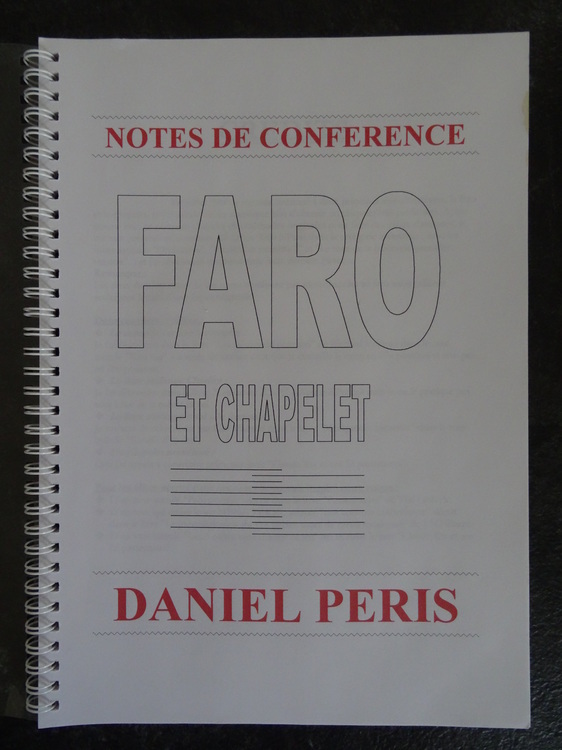 NOTES DE CONFERENCE
FARO
ET CHAPELET
DANIEL PERIS